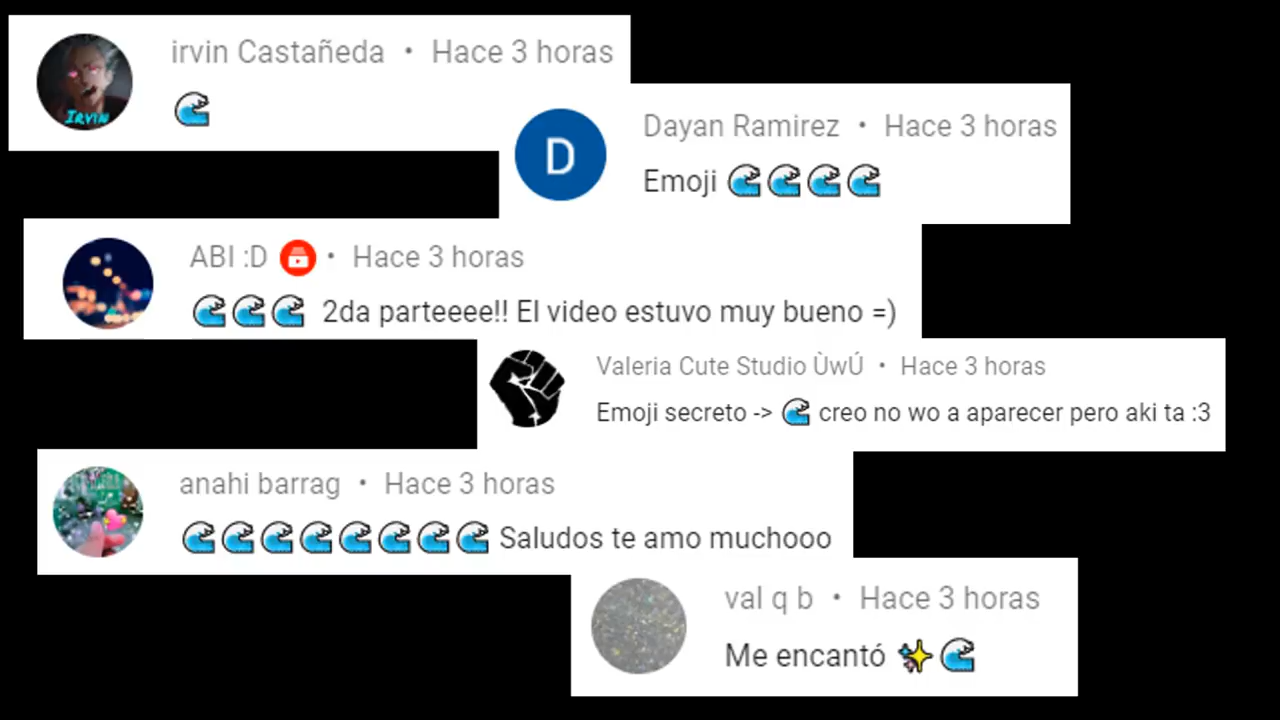 irvin Castañeda • Hace 3 horas
IRVIN
🌊
D
Dayan Ramirez • Hace 3 horas
Emoji 🌊🌊🌊🌊
ABI :D • Hace 3 horas
🌊🌊🌊 2da parteeee!! El video estuvo muy bueno =)
Valeria Cute Studio ÙwÚ • Hace 3 horas
Emoji secreto -> 🌊 creo no wo a aparecer pero aki ta :3
anahi barrag • Hace 3 horas
🌊🌊🌊🌊🌊🌊🌊🌊 Saludos te amo muchooo
val q b • Hace 3 horas
Me encantó ✨🌊